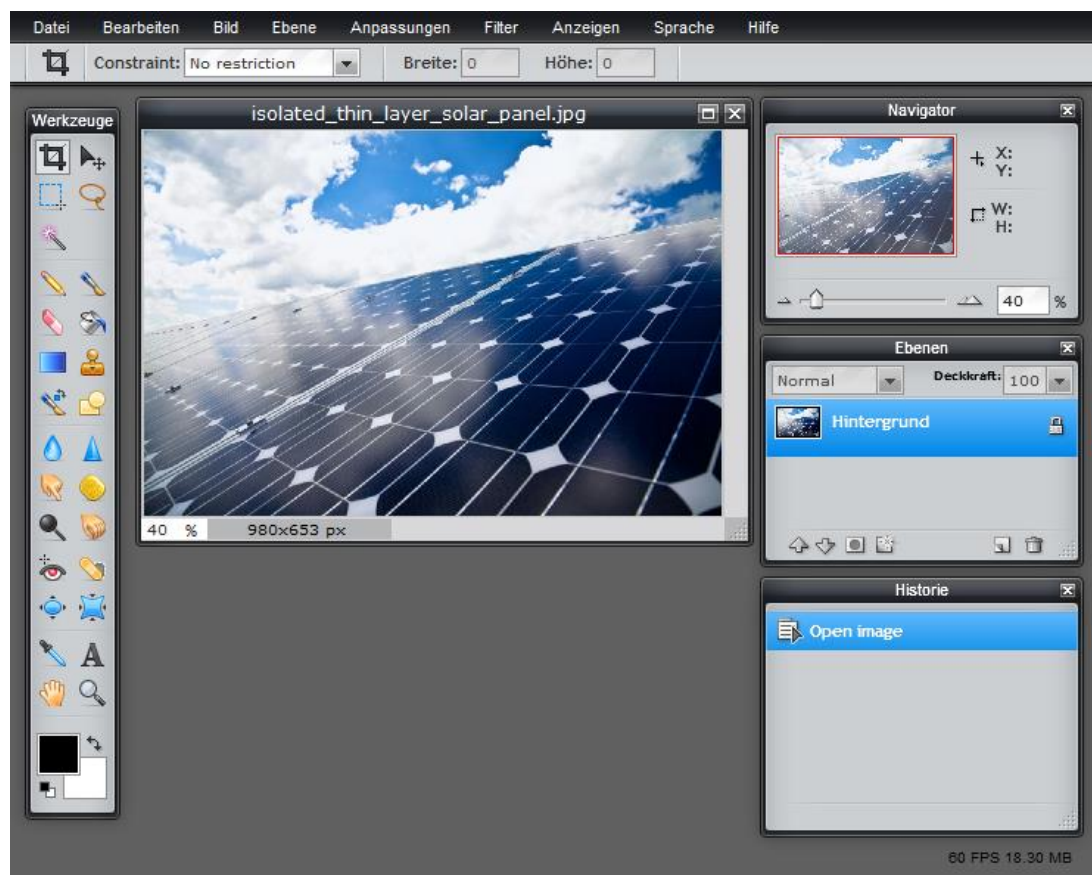 Datei Bearbeiten Bild Ebene Anpassungen Filter Anzeigen Sprache Hilfe
Constraint: No restriction Breite: 0 Höhe: 0
Werkzeuge
isolated_thin_layer_solar_panel.jpg
40 % 980x653 px
Navigator
X:
Y:
W:
H:
40 %
Ebenen
Normal Deckkraft: 100
Hintergrund
Historie
Open image
60 FPS 18.30 MB